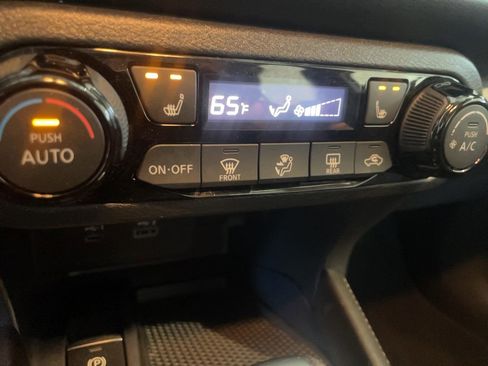 65°F
PUSH
AUTO
ON·OFF
FRONT
REAR
PUSH
A/C
P